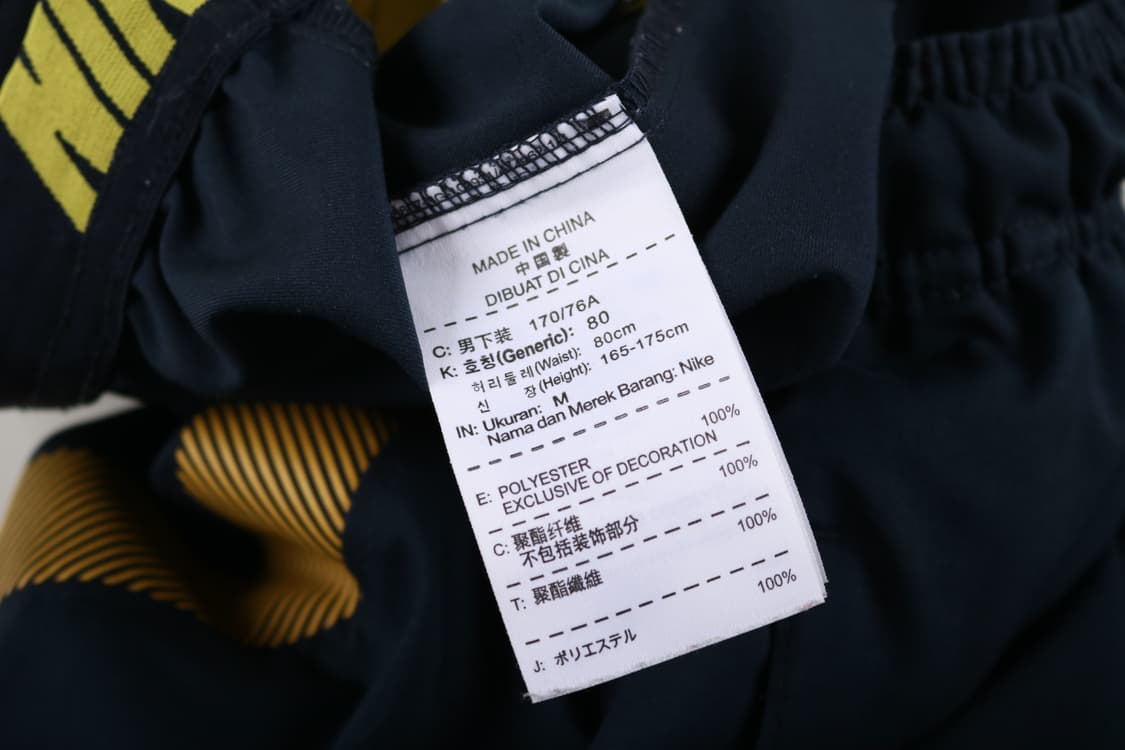 NIK
MADE IN CHINA
中国製
DIBUAT DI CINA
C: 男下装 170/76A
K: 호칭(Generic): 80
허리둘레(Waist): 80cm
신 장(Height): 165-175cm
IN: Ukuran: M
Nama dan Merek Barang: Nike
100%
E: POLYESTER
EXCLUSIVE OF DECORATION
100%
C: 聚酯纤维
不包括装饰部分
100%
T: 聚酯纖維
100%
J: ポリエステル